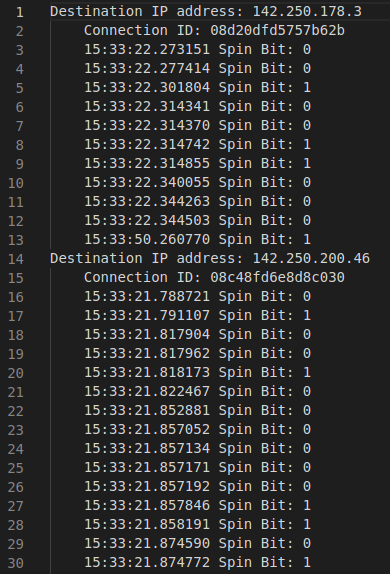 1 Destination IP address: 142.250.178.3
2 Connection ID: 08d20dfd5757b62b
3 15:33:22.273151 Spin Bit: 0
4 15:33:22.277414 Spin Bit: 0
5 15:33:22.301804 Spin Bit: 1
6 15:33:22.314341 Spin Bit: 0
7 15:33:22.314370 Spin Bit: 0
8 15:33:22.314742 Spin Bit: 1
9 15:33:22.314855 Spin Bit: 1
10 15:33:22.340055 Spin Bit: 0
11 15:33:22.344263 Spin Bit: 0
12 15:33:22.344503 Spin Bit: 0
13 15:33:50.260770 Spin Bit: 1
14 Destination IP address: 142.250.200.46
15 Connection ID: 08c48fd6e8d8c030
16 15:33:21.788721 Spin Bit: 0
17 15:33:21.791107 Spin Bit: 1
18 15:33:21.817904 Spin Bit: 0
19 15:33:21.817962 Spin Bit: 0
20 15:33:21.818173 Spin Bit: 1
21 15:33:21.822467 Spin Bit: 0
22 15:33:21.852881 Spin Bit: 0
23 15:33:21.857052 Spin Bit: 0
24 15:33:21.857134 Spin Bit: 0
25 15:33:21.857171 Spin Bit: 0
26 15:33:21.857192 Spin Bit: 0
27 15:33:21.857846 Spin Bit: 1
28 15:33:21.858191 Spin Bit: 1
29 15:33:21.874590 Spin Bit: 0
30 15:33:21.874772 Spin Bit: 1